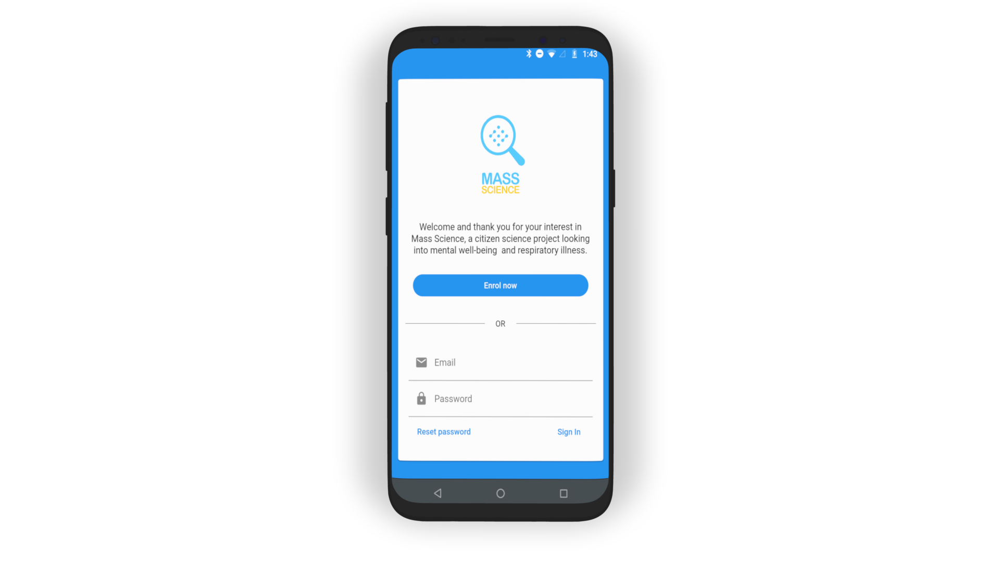 1:43
MASS
SCIENCE
Welcome and thank you for your interest in
Mass Science, a citizen science project looking
into mental well-being  and respiratory illness.
Enrol now
OR
Email
Password
Reset password
Sign In